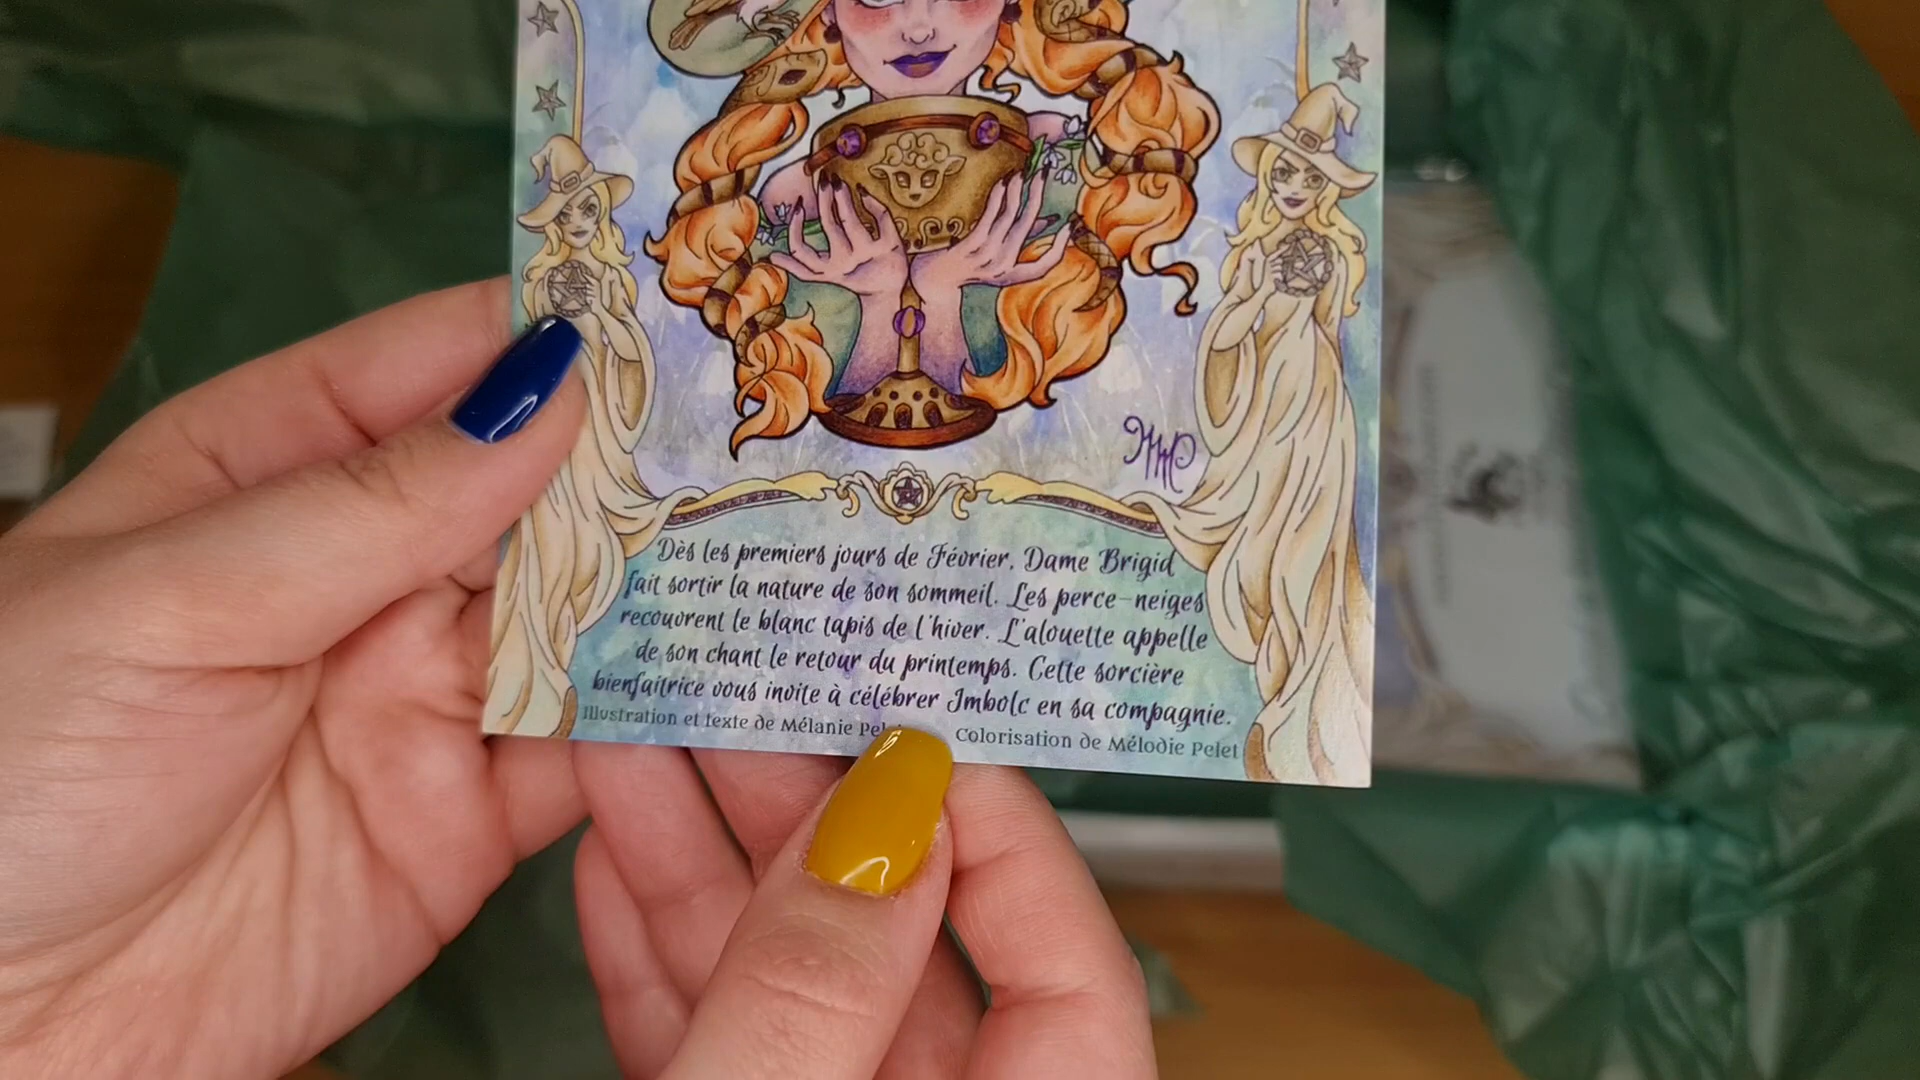 Dès les premiers jours de Février, Dame Brigid
fait sortir la nature de son sommeil. Les perce-neiges
recouvrent le blanc tapis de l'hiver. L'alouette appelle
de son chant le retour du printemps. Cette sorcière
bienfaitrice vous invite à célébrer Imbolc en sa compagnie.
Illustration et texte de Mélanie
Colorisation de Mélodie Pelet